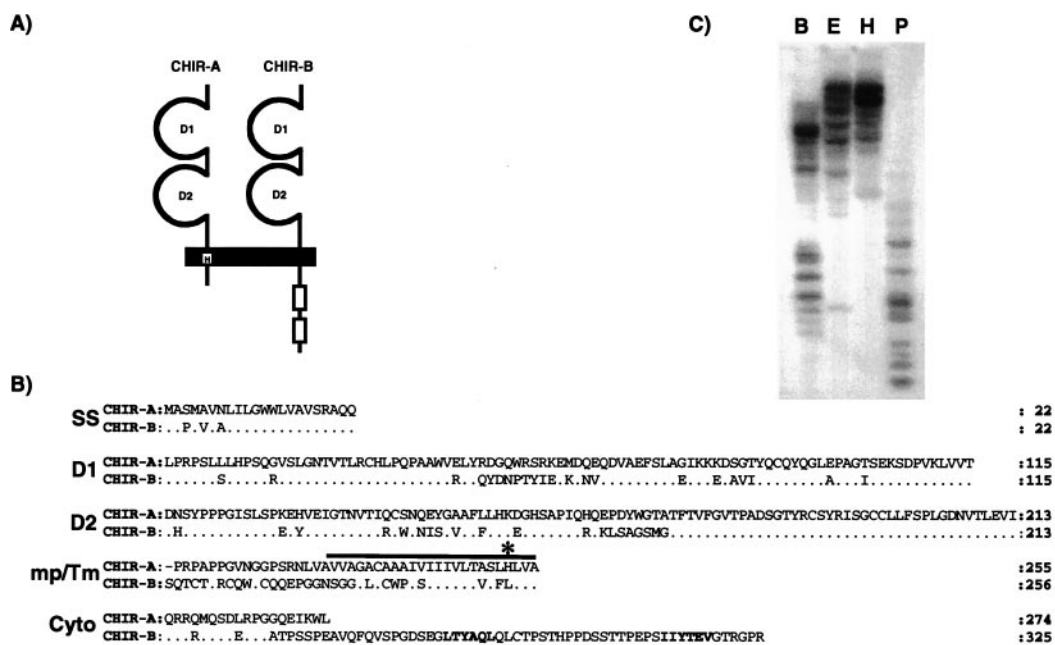 A)
CHIR-A CHIR-B
D1 D1
D2 D2
H
C)
B E H P
B)
SS CHIR-A:MASMAVNLILGWWLVAVSRAQQ : 22
CHIR-B:..P.V.A............... : 22
D1 CHIR-A:LPRPSLLLHPSQGVSLGNTVTLRCHLPQPAAWVELYRDGQWRSRKEMDQEQDVAEFSLAGIKKKDSGTYQCQYQGLEPAGTSEKSDPVKLVVT :115
CHIR-B:......S.....R.....................R..QYDNPTYIE.K.NV..........E...E.AVI.........A...I............ :115
D2 CHIR-A:DNSYPPPGISLSPKEHVEIGTNVTIQCSNQEYGAAFLLHKDGHSAPIQHQEPDYWGTATFTVFGVTPADSGTYRCSYRISGCCLLFSPLGDNVTLEVI:213
CHIR-B:.H...........E.Y.........R.W.NIS.V..F...E.......H.KLSAGSMG.......................................:213
*
mp/Tm CHIR-A:-PRPAPPGVNGGPSRNLVAVVVAGACAAAIVIIIVLTASLHLVA :255
CHIR-B:SQTCT.RCQW.CQQEPGGNSGG.L.CWP.S.......V.FL... :256
Cyto CHIR-A:QRRQMQSDLRPGGQEIKWL :274
CHIR-B:...R....E...ATPSSPEAVQFQVSPGDSEGLTYAQLQLCTPSTHPPDSSTTPEPSIIYTEVGTRGPR :325